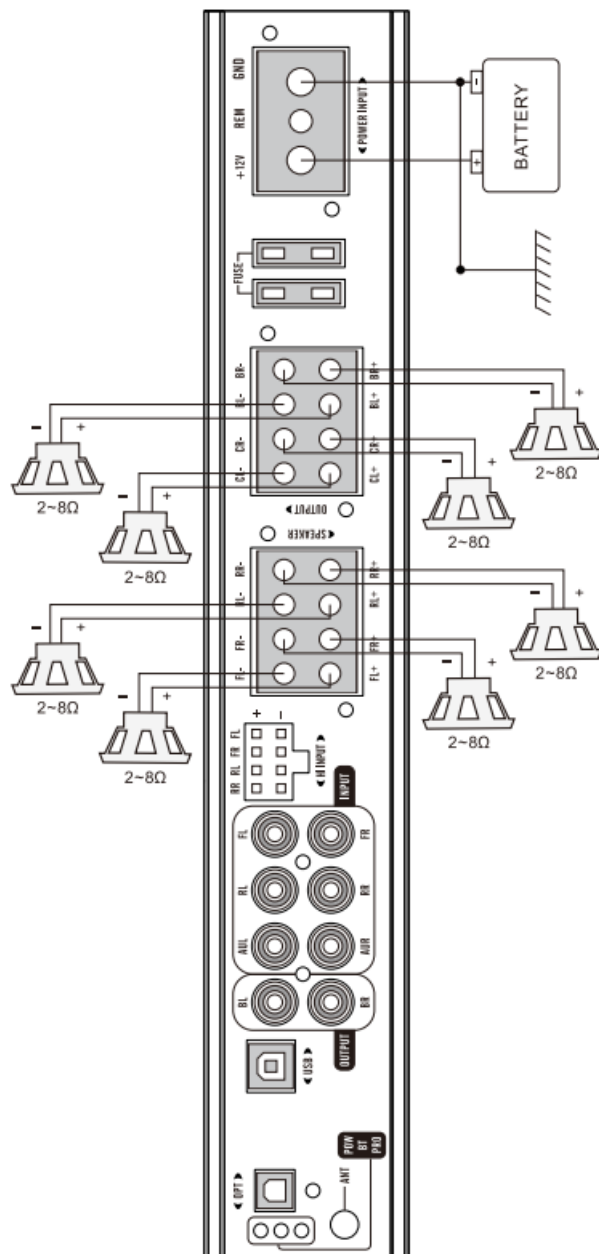 GND
REM
+12V
◄ POWER INPUT ►
-
+
BATTERY
FUSE
BR-
BL-
CR-
CL-
BR+
BL+
CR+
CL+
- +
2~8Ω
- +
2~8Ω
- +
2~8Ω
- +
2~8Ω
OUTPUT ►
◄ SPEAKER
RR-
RL-
FR-
FL-
RR+
RL+
FR+
FL+
- +
2~8Ω
- +
2~8Ω
- +
2~8Ω
- +
2~8Ω
+ -
FL
FR
RL
RR
◄ HI INPUT ►
INPUT
FL
FR
RL
RR
AUL
AUR
BL
BR
OUTPUT
◄ USB ►
POW
BT
PRO
◄ OPT ►
ANT